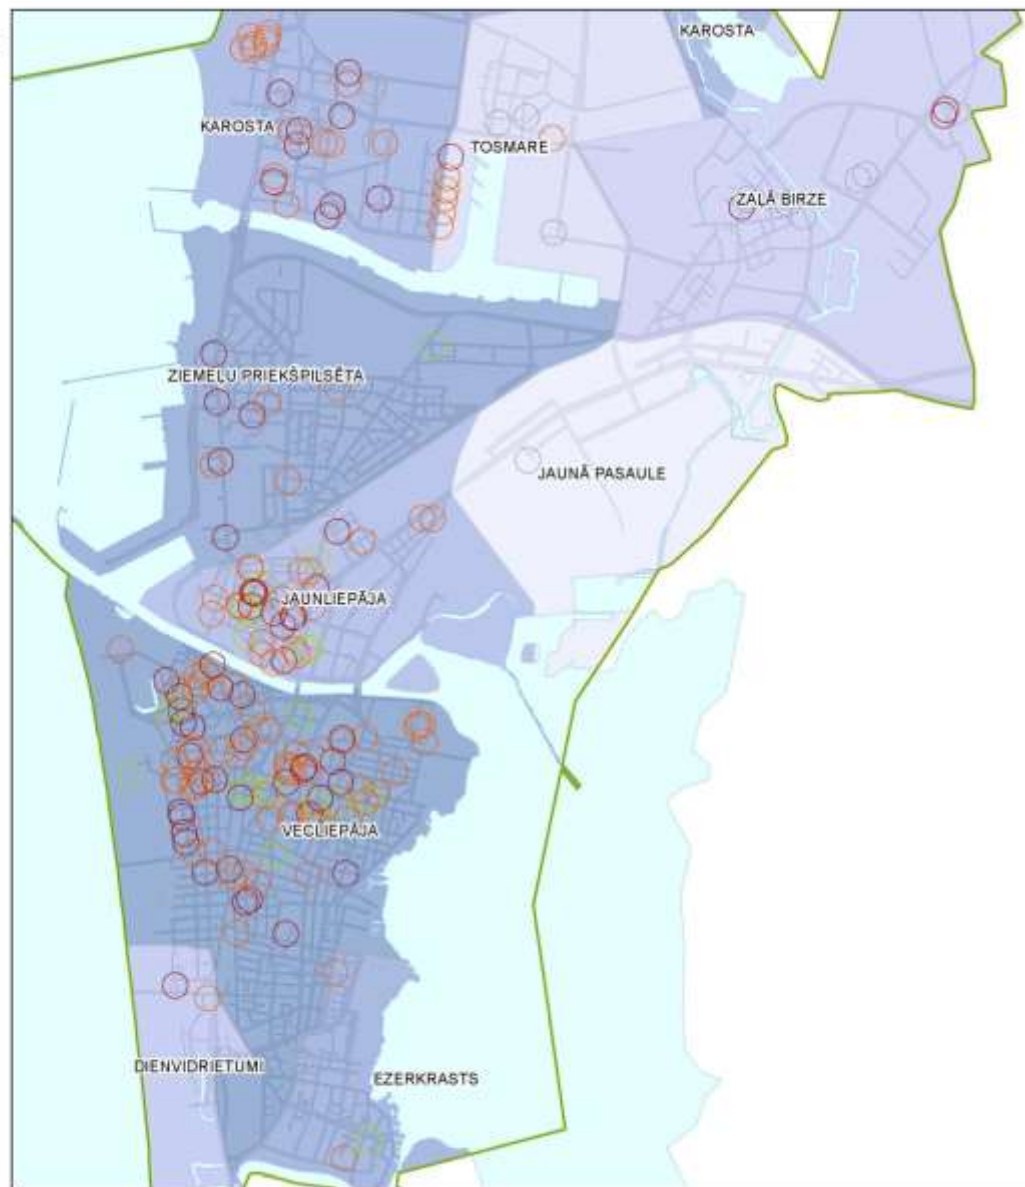 KAROSTA
KAROSTA
TOSMARE
ZAĻĀ BIRZE
ZIEMEĻU PRIEKŠPILSĒTA
JAUNĀ PASAULE
JAUNLIEPĀJA
VECLIEPĀJA
DIENVIDRIETUMI
EZERKRASTS